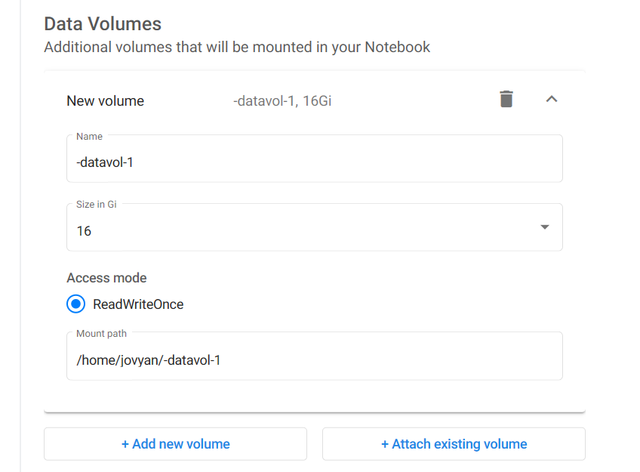 Data Volumes
Additional volumes that will be mounted in your Notebook
New volume -datavol-1, 16Gi
Name
-datavol-1
Size in Gi
16
Access mode
ReadWriteOnce
Mount path
/home/jovyan/-datavol-1
+ Add new volume + Attach existing volume